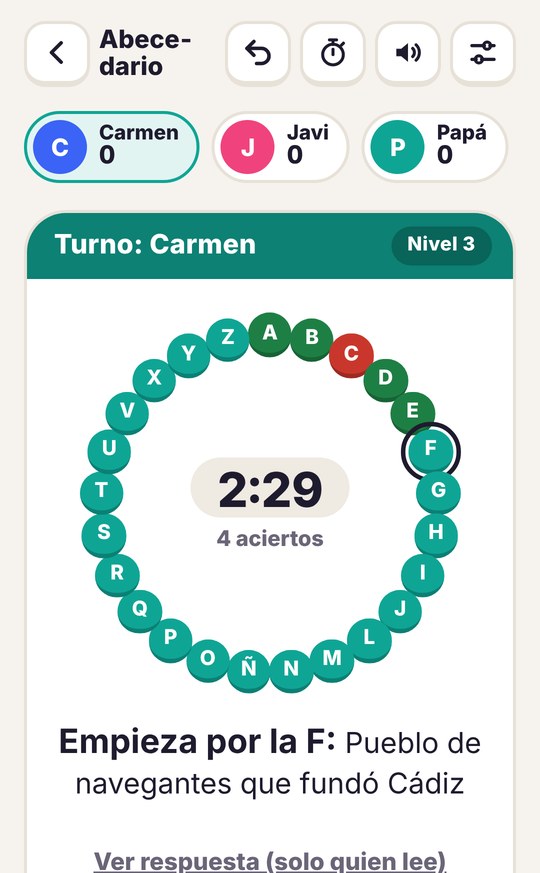 Abece-
dario
C Carmen 0
J Javi 0
P Papá 0
Turno: Carmen
Nivel 3
A
B
C
D
E
F
G
H
I
J
L
M
N
Ñ
O
P
Q
R
S
T
U
V
X
Y
Z
2:29
4 aciertos
Empieza por la F: Pueblo de
navegantes que fundó Cádiz
Ver respuesta (solo quien lee)